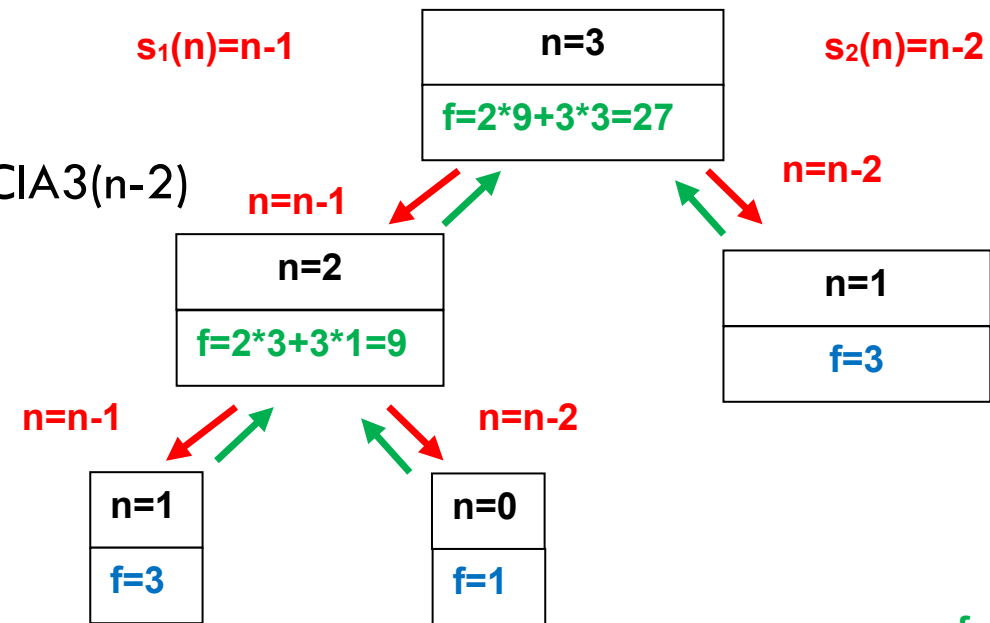 s₁(n)=n-1
n=3
s₂(n)=n-2
f=2*9+3*3=27
CIA3(n-2)
n=n-1
n=n-2
n=2
n=1
f=2*3+3*1=9
f=3
n=n-1
n=n-2
n=1
n=0
f=3
f=1